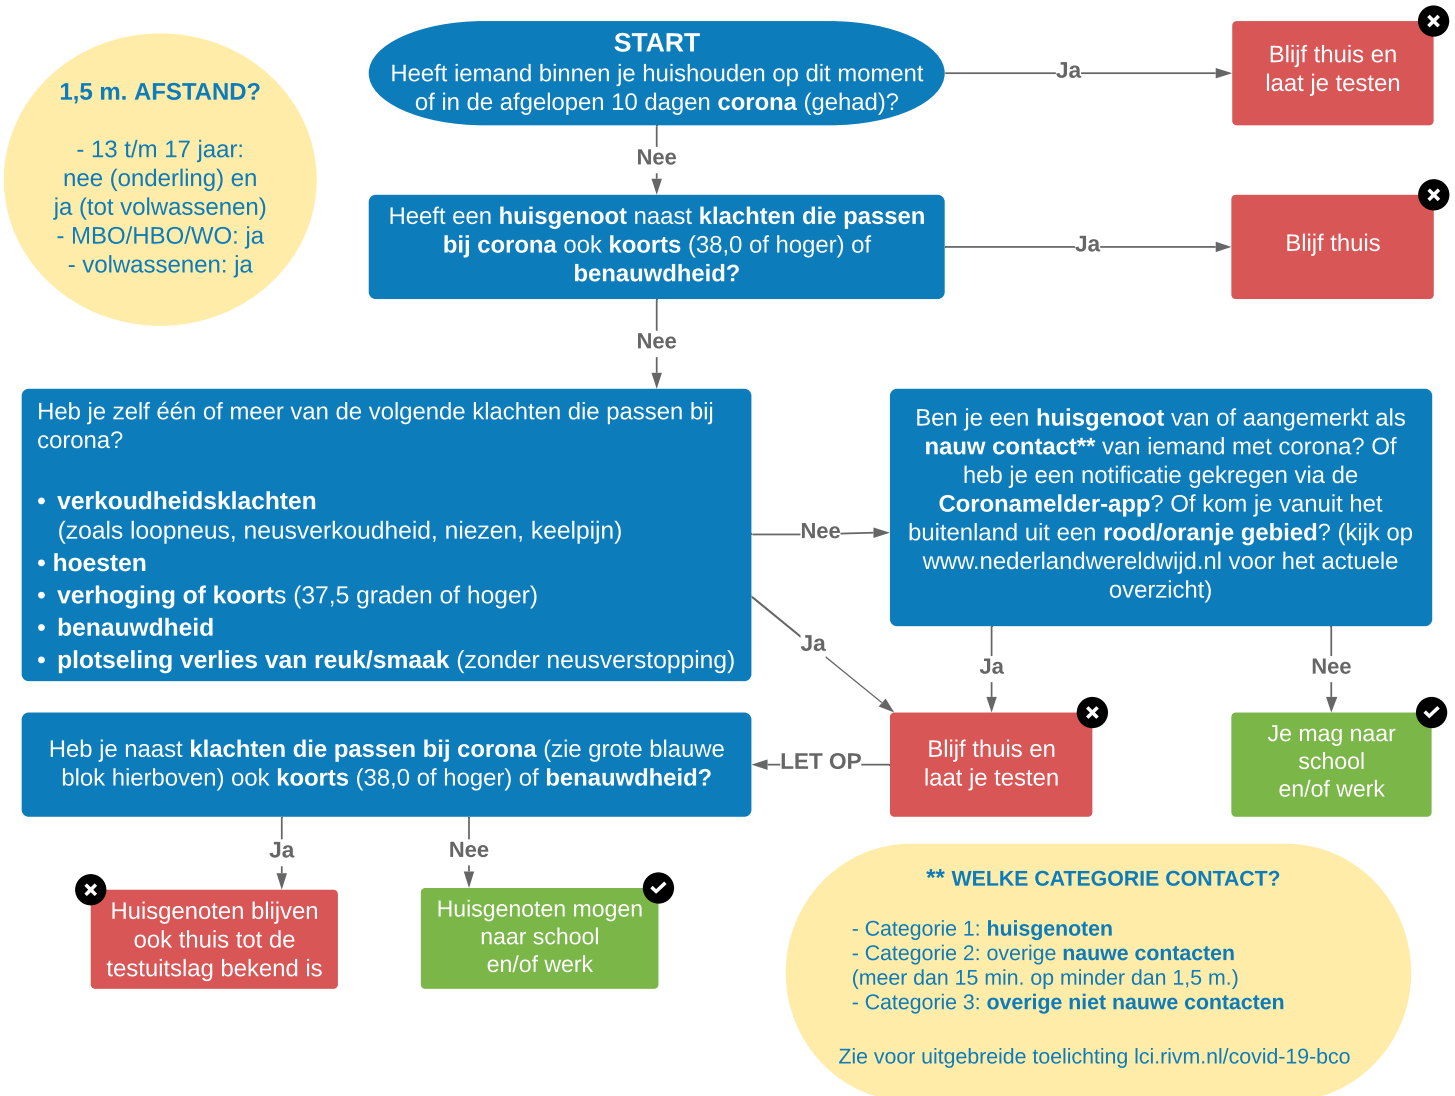 1,5 m. AFSTAND?
- 13 t/m 17 jaar:
nee (onderling) en
ja (tot volwassenen)
- MBO/HBO/WO: ja
- volwassenen: ja
START
Heeft iemand binnen je huishouden op dit moment
of in de afgelopen 10 dagen corona (gehad)?
Ja
Blijf thuis en
laat je testen
Nee
Heeft een huisgenoot naast klachten die passen
bij corona ook koorts (38,0 of hoger) of
benauwdheid?
Ja
Blijf thuis
Nee
Heb je zelf één of meer van de volgende klachten die passen bij
corona?
• verkoudheidsklachten
(zoals loopneus, neusverkoudheid, niezen, keelpijn)
• hoesten
• verhoging of koorts (37,5 graden of hoger)
• benauwdheid
• plotseling verlies van reuk/smaak (zonder neusverstopping)
Nee
Ja
Ben je een huisgenoot van of aangemerkt als
nauw contact** van iemand met corona? Of
heb je een notificatie gekregen via de
Coronamelder-app? Of kom je vanuit het
buitenland uit een rood/oranje gebied? (kijk op
www.nederlandwereldwijd.nl voor het actuele
overzicht)
Ja
Nee
Blijf thuis en
laat je testen
Je mag naar
school
en/of werk
LET OP
Heb je naast klachten die passen bij corona (zie grote blauwe
blok hierboven) ook koorts (38,0 of hoger) of benauwdheid?
Ja
Nee
Huisgenoten blijven
ook thuis tot de
testuitslag bekend is
Huisgenoten mogen
naar school
en/of werk
** WELKE CATEGORIE CONTACT?
- Categorie 1: huisgenoten
- Categorie 2: overige nauwe contacten
(meer dan 15 min. op minder dan 1,5 m.)
- Categorie 3: overige niet nauwe contacten
Zie voor uitgebreide toelichting lci.rivm.nl/covid-19-bco